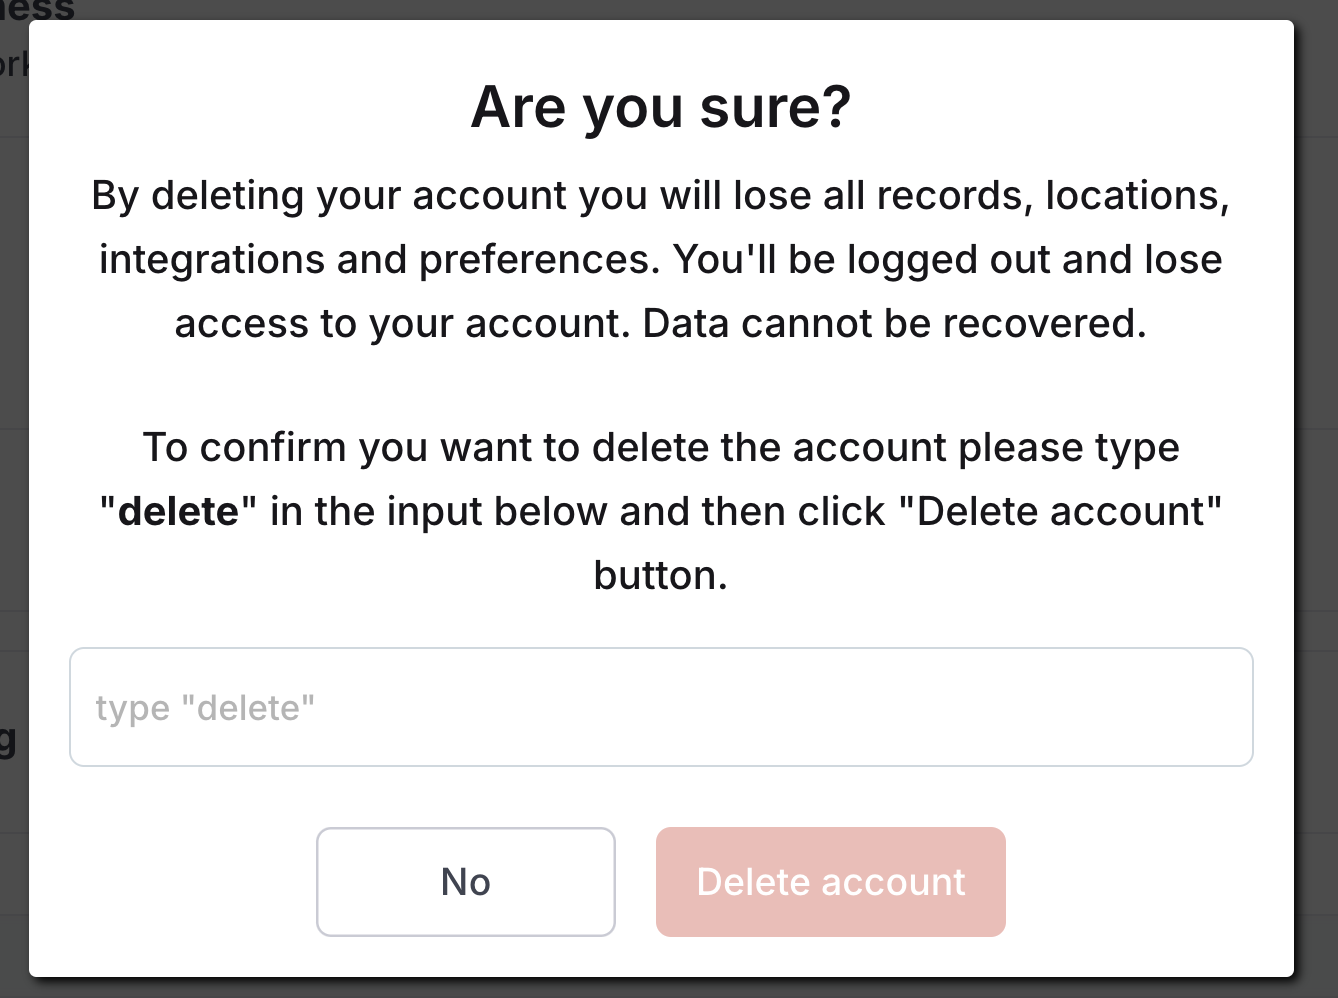 Are you sure?
By deleting your account you will lose all records, locations,
integrations and preferences. You'll be logged out and lose
access to your account. Data cannot be recovered.
To confirm you want to delete the account please type
"delete" in the input below and then click "Delete account"
button.
type "delete"
No
Delete account